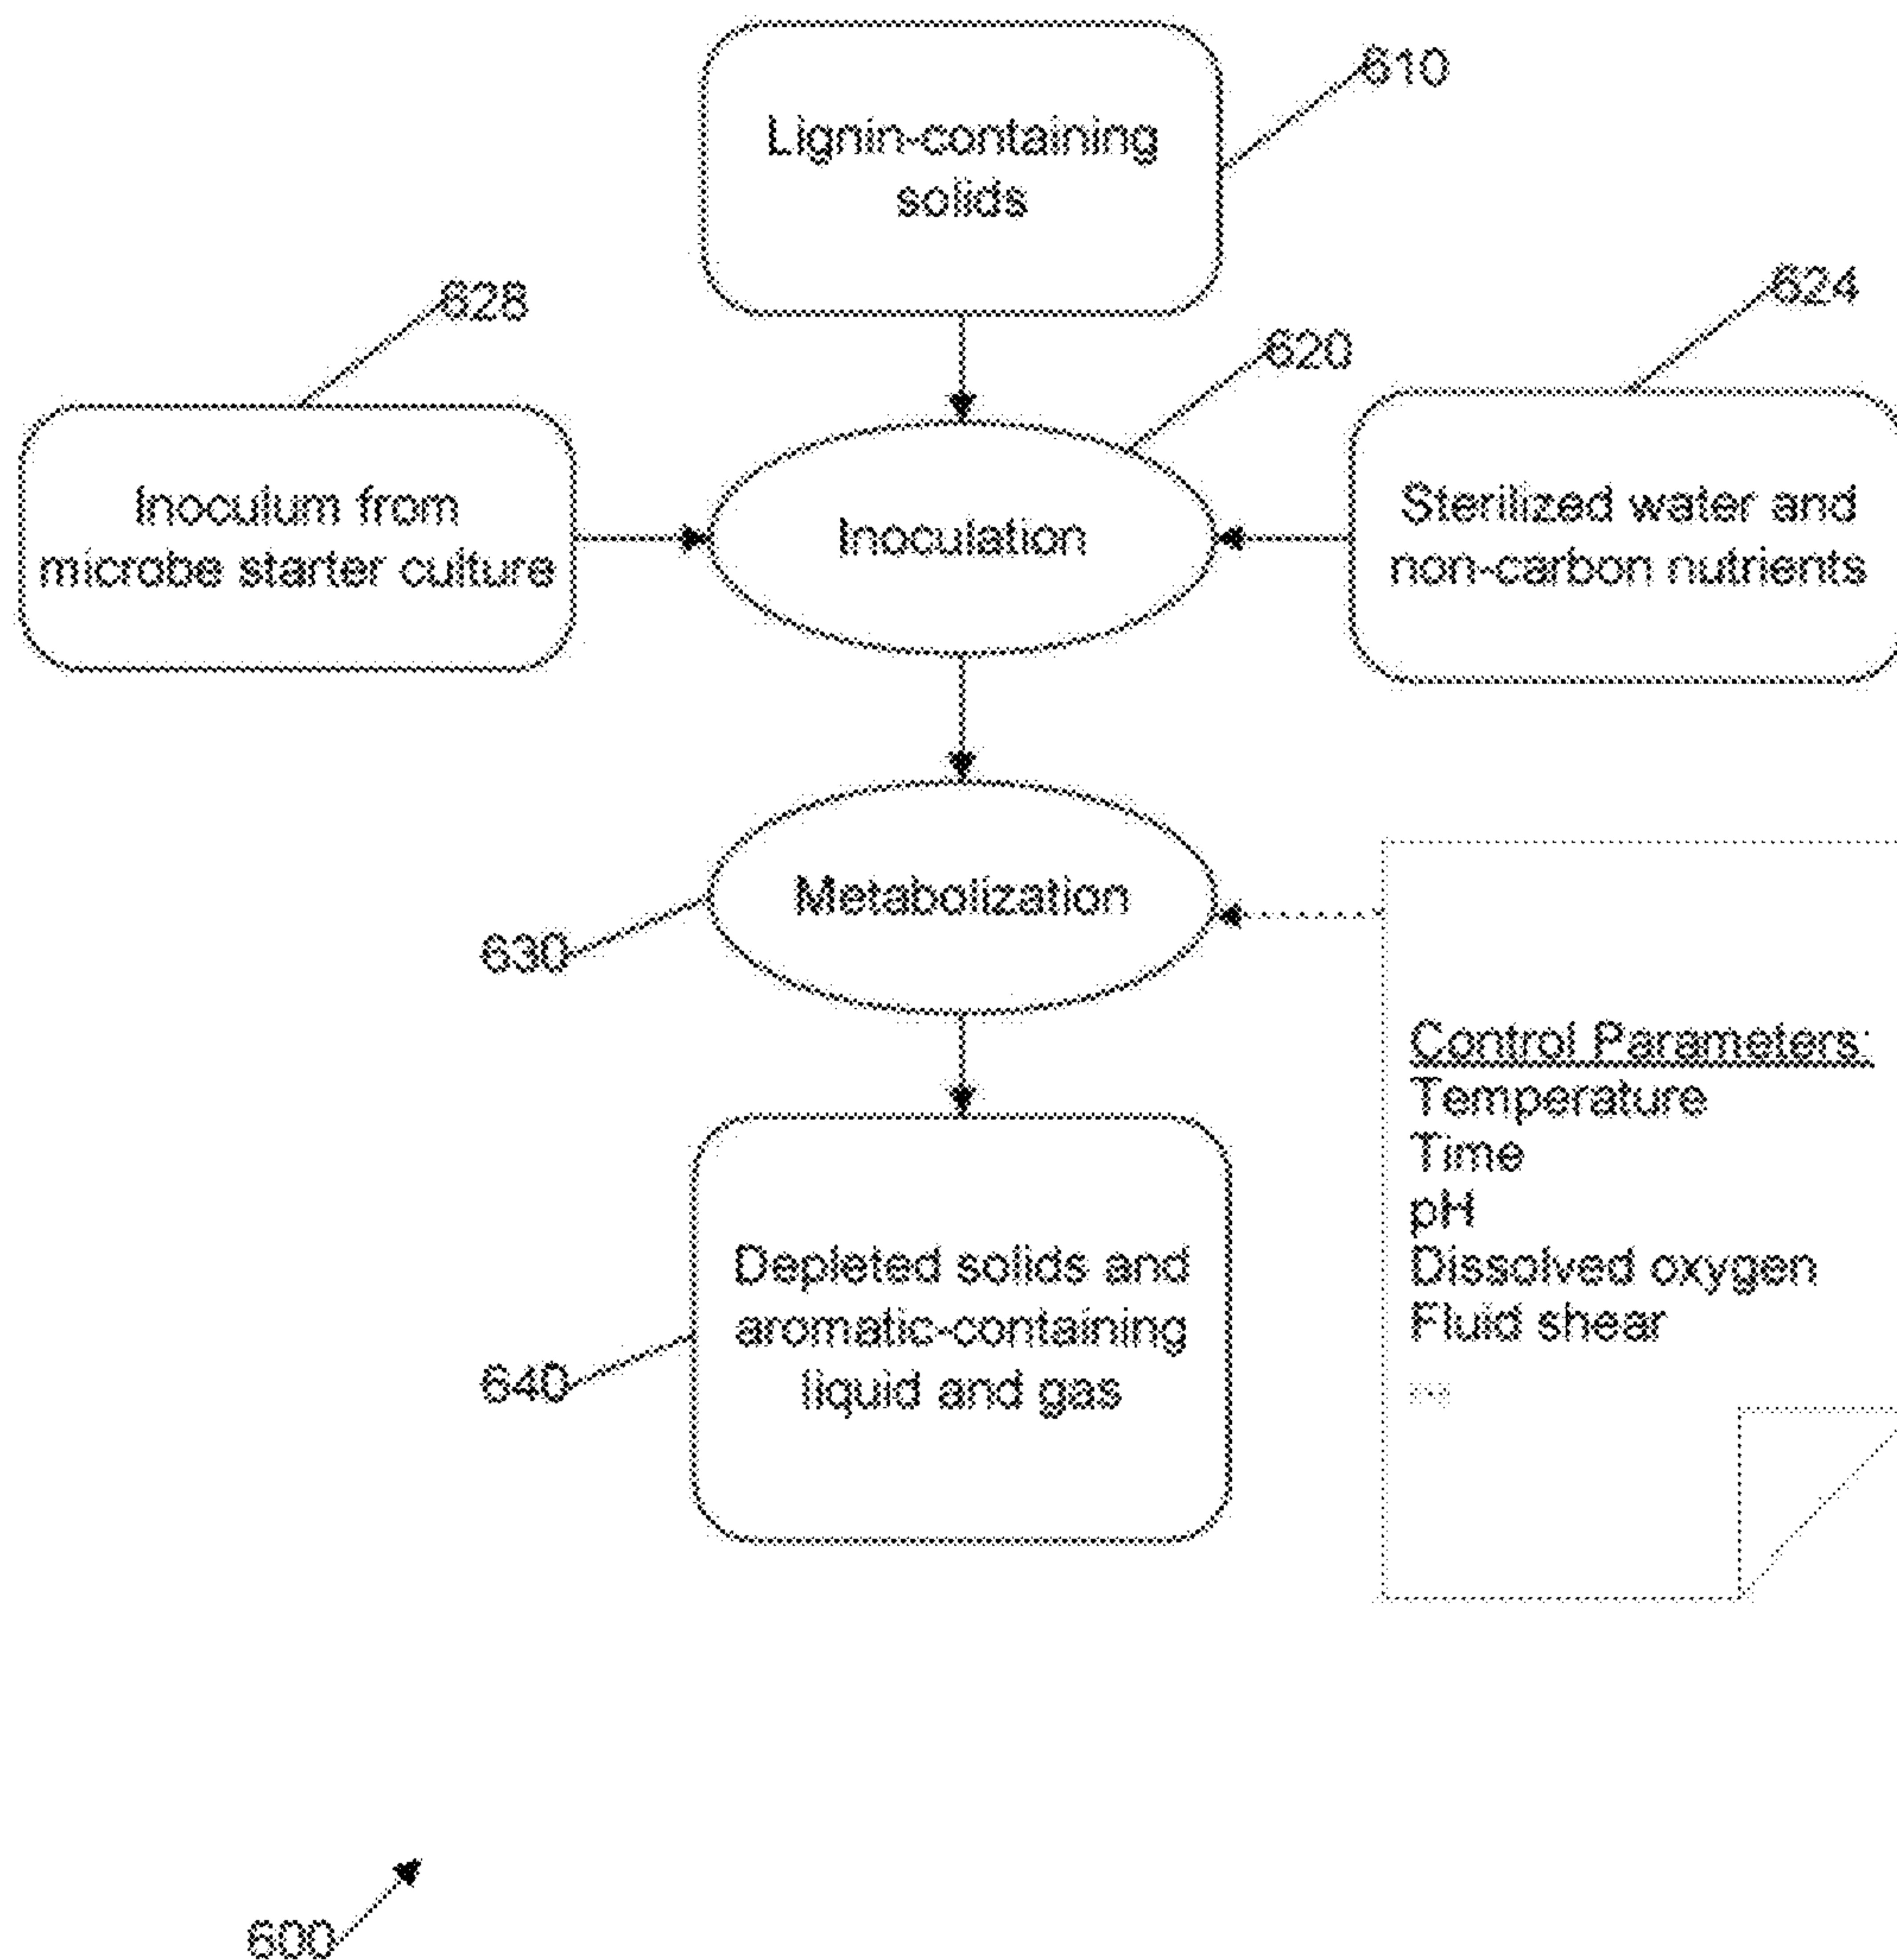 610
Lignin-containing
solids
628
624
620
Inoculum from
microbe starter culture
Inoculation
Sterilized water and
non-carbon nutrients
Metabolization
630
Control Parameters:
Temperature
Time
pH
Dissolved oxygen
Fluid shear
...
Depleted solids and
aromatic-containing
liquid and gas
640
600